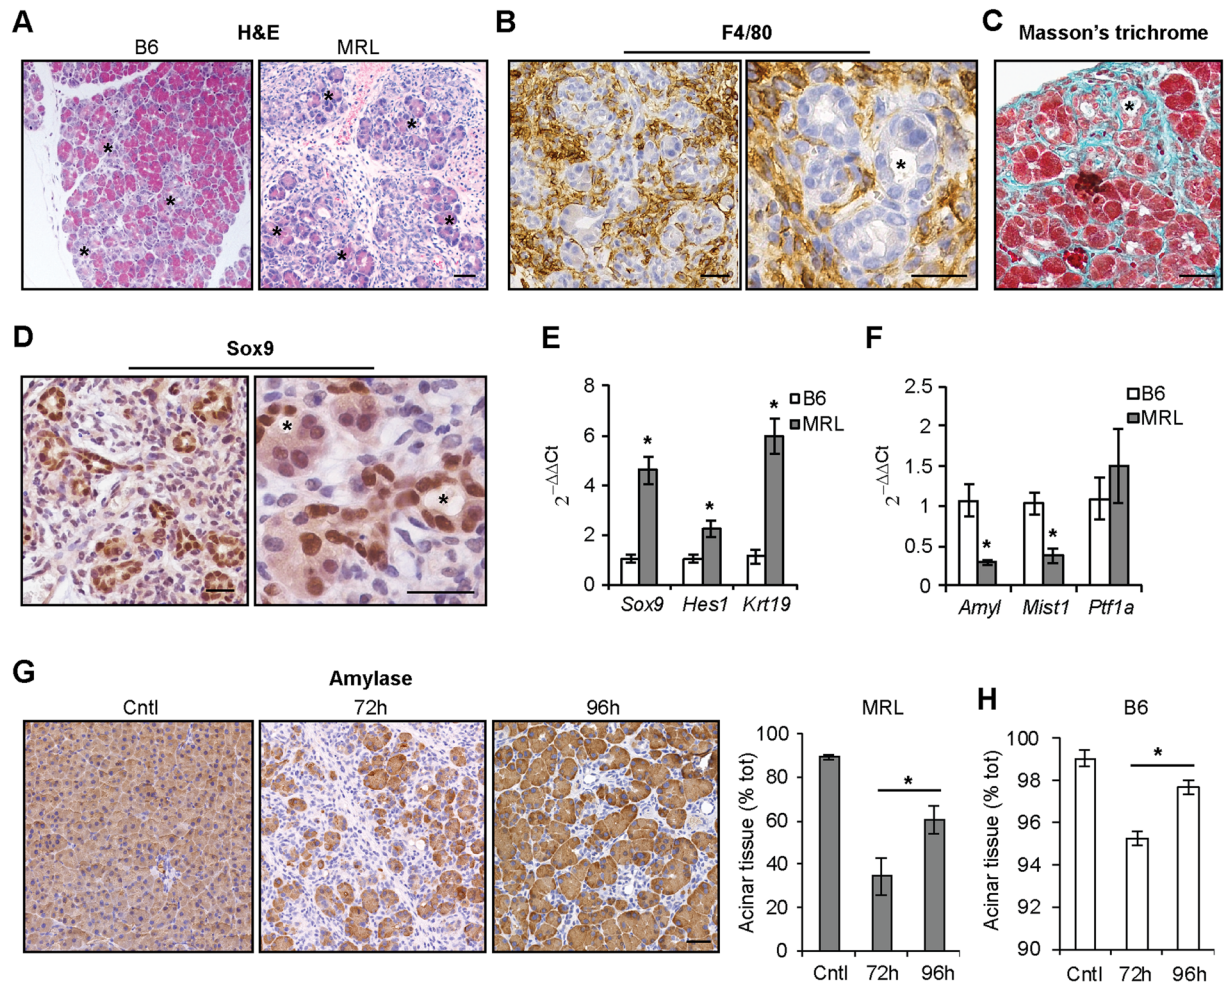 A
H&E
B6
MRL
*
*
*
*
*
*
*
*
B
F4/80
*
C
Masson's trichrome
*
D
Sox9
*
*
E
8
6
4
2
0
2−ΔΔCt
B6
MRL
*
*
*
Sox9 Hes1 Krt19
F
2.5
2
1.5
1
0.5
0
2−ΔΔCt
B6
MRL
*
*
Amyl Mist1 Ptf1a
G
Amylase
Cntl
72h
96h
MRL
100
80
60
40
20
0
Acinar tissue (% tot)
*
Cntl 72h 96h
H
B6
100
98
96
94
92
90
Acinar tissue (% tot)
*
Cntl 72h 96h